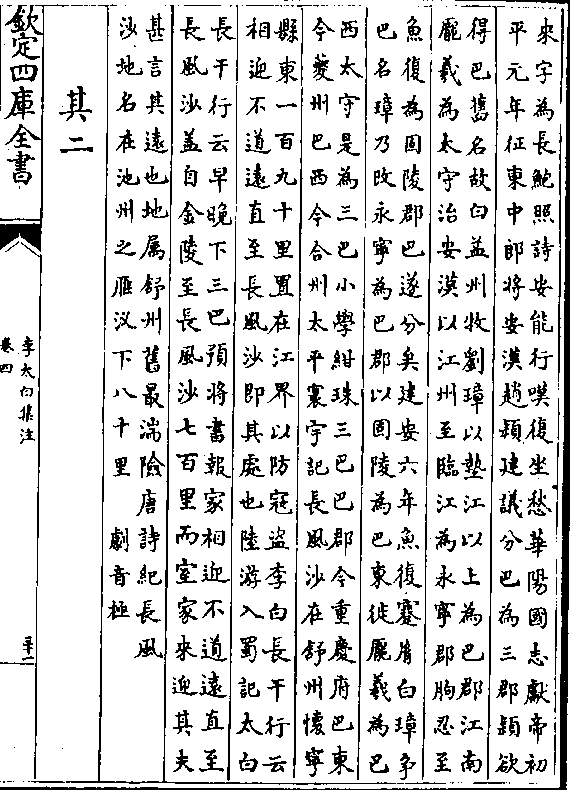 來字為長鮑照詩安能行嘆復坐愁華陽國志獻帝初
平元年征東中郎將安漢趙頴建議分巴為三郡頴欲
得巴舊名故白益州牧劉璋以墊江以上為巴郡江南
龎羲為太守治安漢以江州至臨江為永寧郡朐忍至
魚復為固陵郡巴遂分矣建安六年魚復蹇胤白璋爭
巴名璋乃改永寧為巴郡以固陵為巴東徙龎羲為巴
西太守是為三巴小學紺珠三巴巴郡今重慶府巴東
今夔州巴西今合州太平寰宇記長風沙在舒州懷寧
縣東一百九十里置在江界以防冦盜李白長干行云
相迎不道遠直至長風沙即其處也陸游入蜀記太白
長干行云早晚下三巴預將書報家相迎不道遠直至
長風沙葢自金陵至長風沙七百里而室家來迎其夫
甚言其遠也地属舒州舊最湍險唐詩紀長風
沙地名在池州之雁汊下八十里　劇音極
其二
欽定四庫全書
李太白集注
卷四